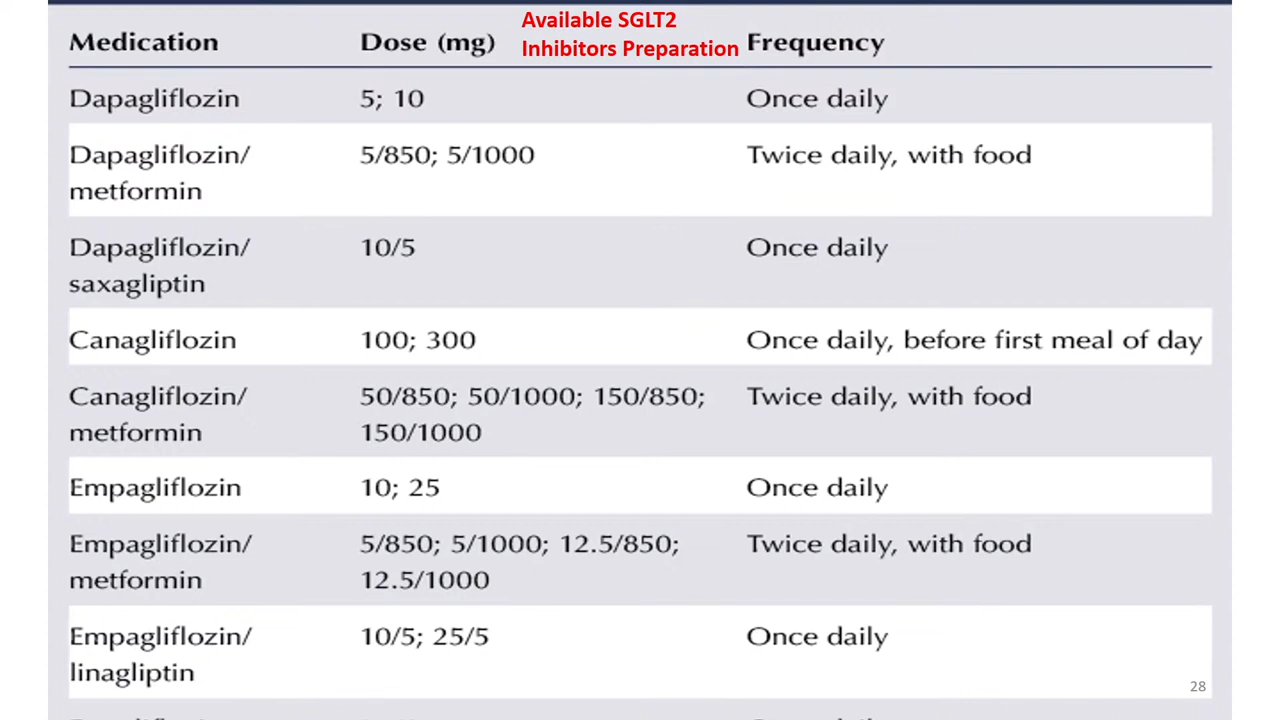 Available SGLT2
Inhibitors Preparation
Medication Dose (mg) Frequency
Dapagliflozin 5; 10 Once daily
Dapagliflozin/ 5/850; 5/1000 Twice daily, with food
metformin
Dapagliflozin/ 10/5 Once daily
saxagliptin
Canagliflozin 100; 300 Once daily, before first meal of day
Canagliflozin/ 50/850; 50/1000; 150/850; Twice daily, with food
metformin 150/1000
Empagliflozin 10; 25 Once daily
Empagliflozin/ 5/850; 5/1000; 12.5/850; Twice daily, with food
metformin 12.5/1000
Empagliflozin/ 10/5; 25/5 Once daily
linagliptin
28